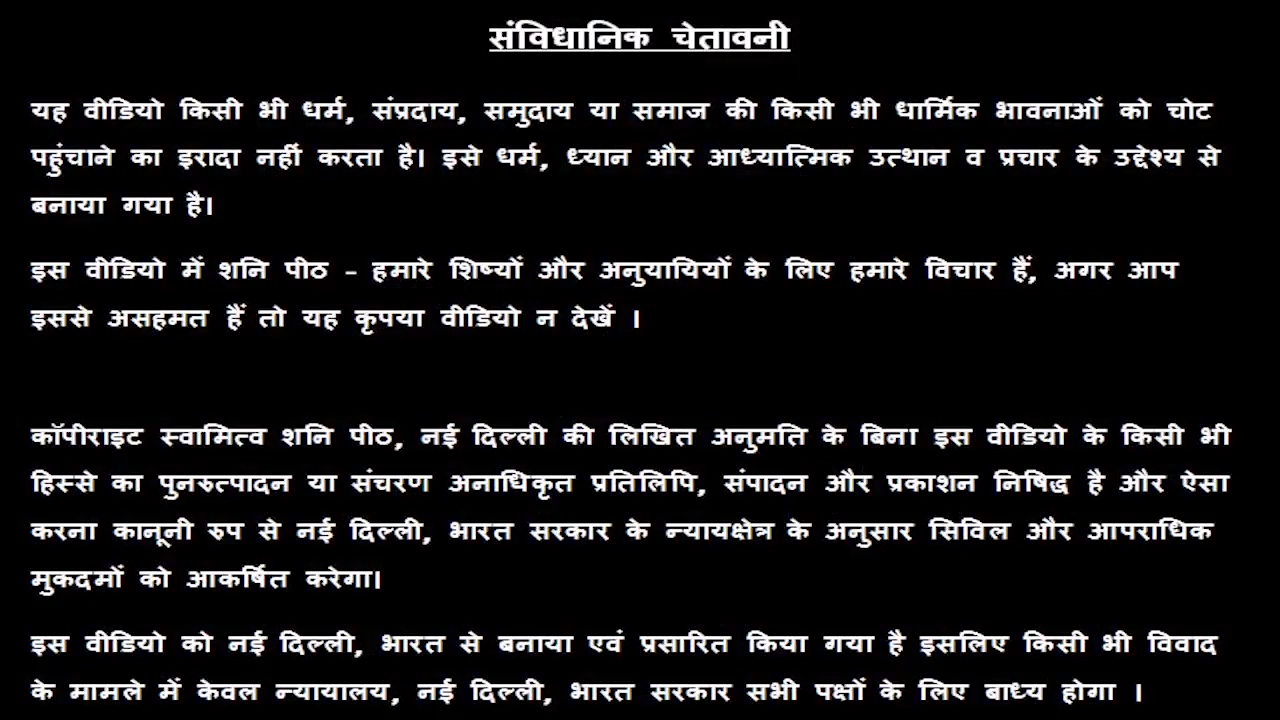 संविधानिक चेतावनी
यह वीडियो किसी भी धर्म, संप्रदाय, समुदाय या समाज की किसी भी धार्मिक भावनाओं को चोट
पहुंचाने का इरादा नहीं करता है। इसे धर्म, ध्यान और आध्यात्मिक उत्थान व प्रचार के उद्देश्य से
बनाया गया है।
इस वीडियो में शनि पीठ – हमारे शिष्यों और अनुयायियों के लिए हमारे विचार हैं, अगर आप
इससे असहमत हैं तो यह कृपया वीडियो न देखें ।
कॉपीराइट स्वामित्व शनि पीठ, नई दिल्ली की लिखित अनुमति के बिना इस वीडियो के किसी भी
हिस्से का पुनरुत्पादन या संचरण अनाधिकृत प्रतिलिपि, संपादन और प्रकाशन निषिद्ध है और ऐसा
करना कानूनी रुप से नई दिल्ली, भारत सरकार के न्यायक्षेत्र के अनुसार सिविल और आपराधिक
मुकदमों को आकर्षित करेगा।
इस वीडियो को नई दिल्ली, भारत से बनाया एवं प्रसारित किया गया है इसलिए किसी भी विवाद
के मामले में केवल न्यायालय, नई दिल्ली, भारत सरकार सभी पक्षों के लिए बाध्य होगा ।